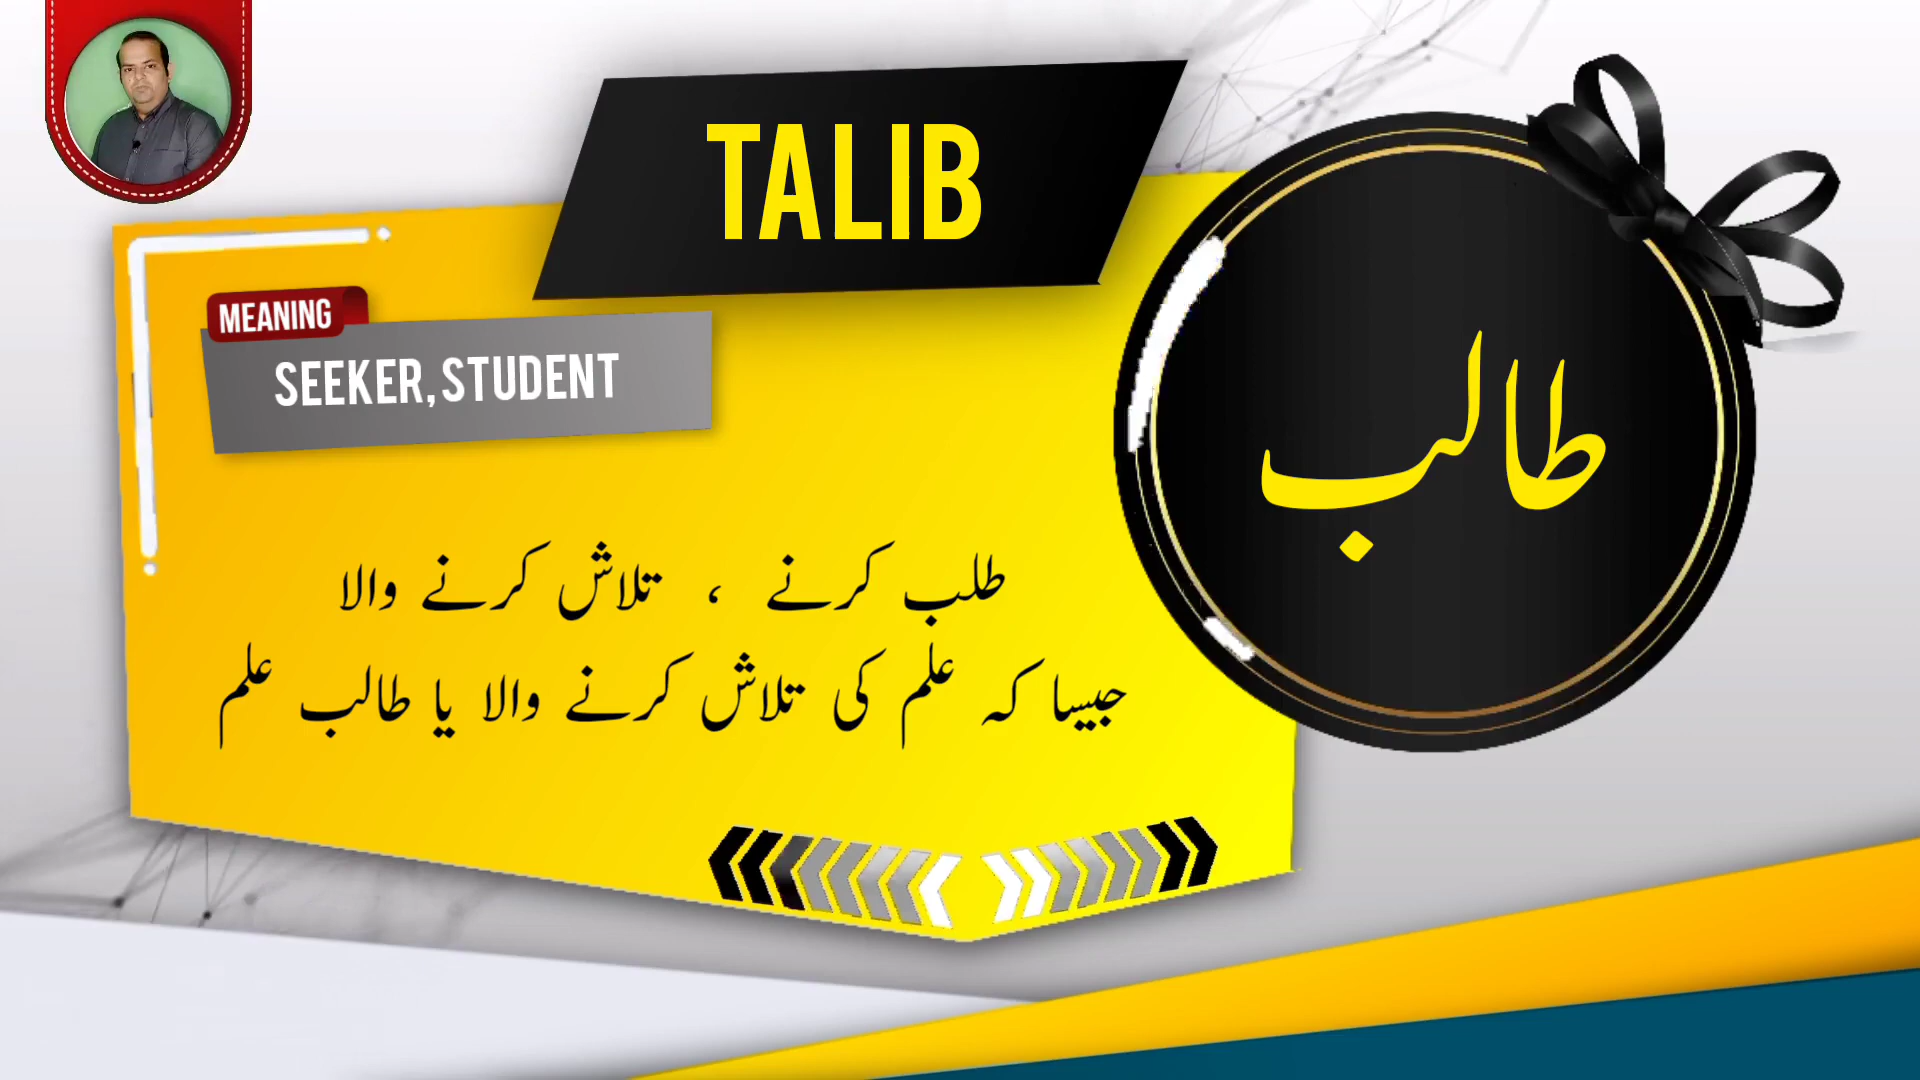 TALIB
MEANING
SEEKER,STUDENT
طالب
طلب کرنے ، تلاش کرنے والا
جیسا کہ علم کی تلاش کرنے والا یا طالب علم